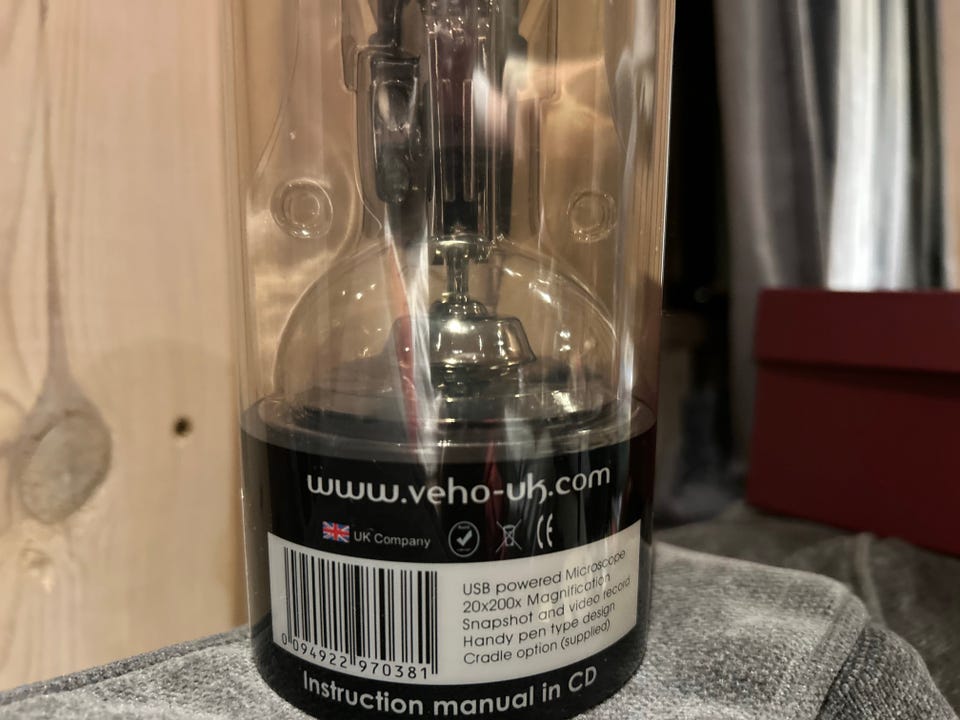 www.veho-uk.com
UK Company
CE
USB powered Microscope
20x200x Magnification
Snapshot and video record
Handy pen type design
Cradle option (supplied)
0 094922 970381
Instruction manual in CD